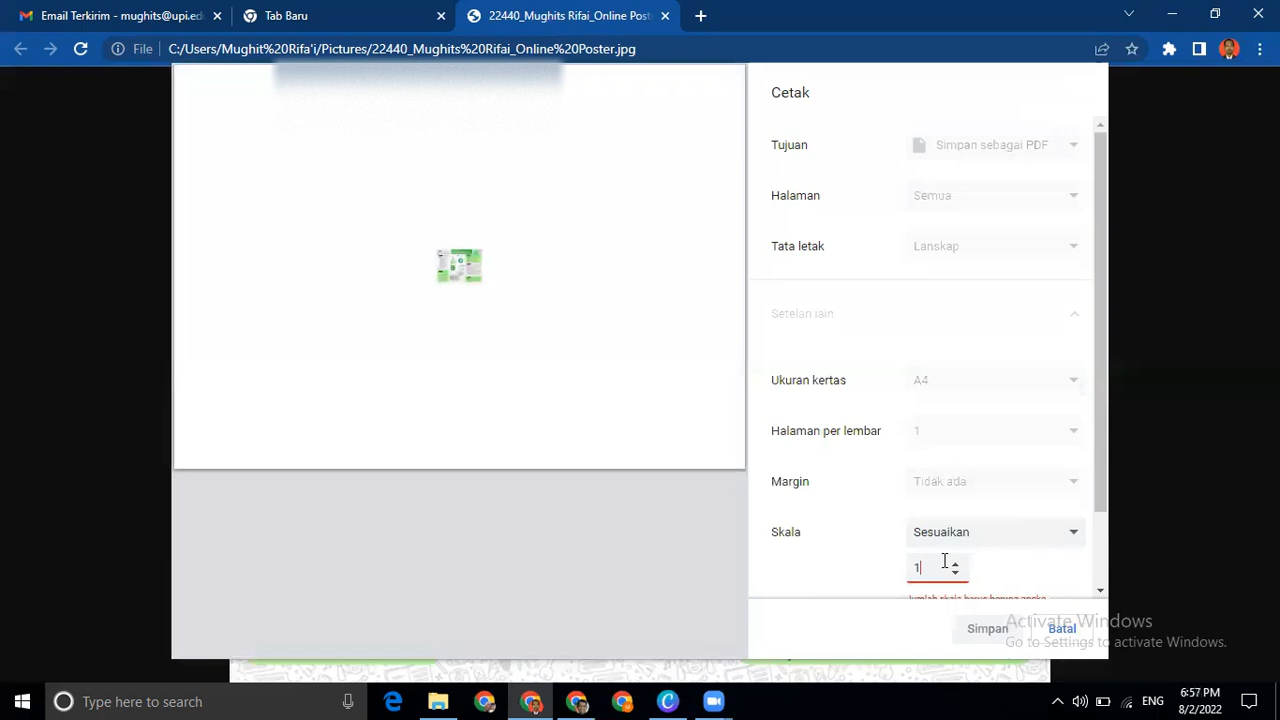 Email Terkirim - mughits@upi.ed
Tab Baru
22440_Mughits Rifai_Online Post
File
C:/Users/Mughit%20Rifa'i/Pictures/22440_Mughits%20Rifai_Online%20Poster.jpg
Cetak
Tujuan
Simpan sebagai PDF
Halaman
Semua
Tata letak
Lanskap
Setelan lain
Ukuran kertas
A4
Halaman per lembar
1
Margin
Tidak ada
Skala
Sesuaikan
1
Simpan
Batal
Activate Windows
Go to Settings to activate Windows.
Type here to search
ENG
6:57 PM
8/2/2022